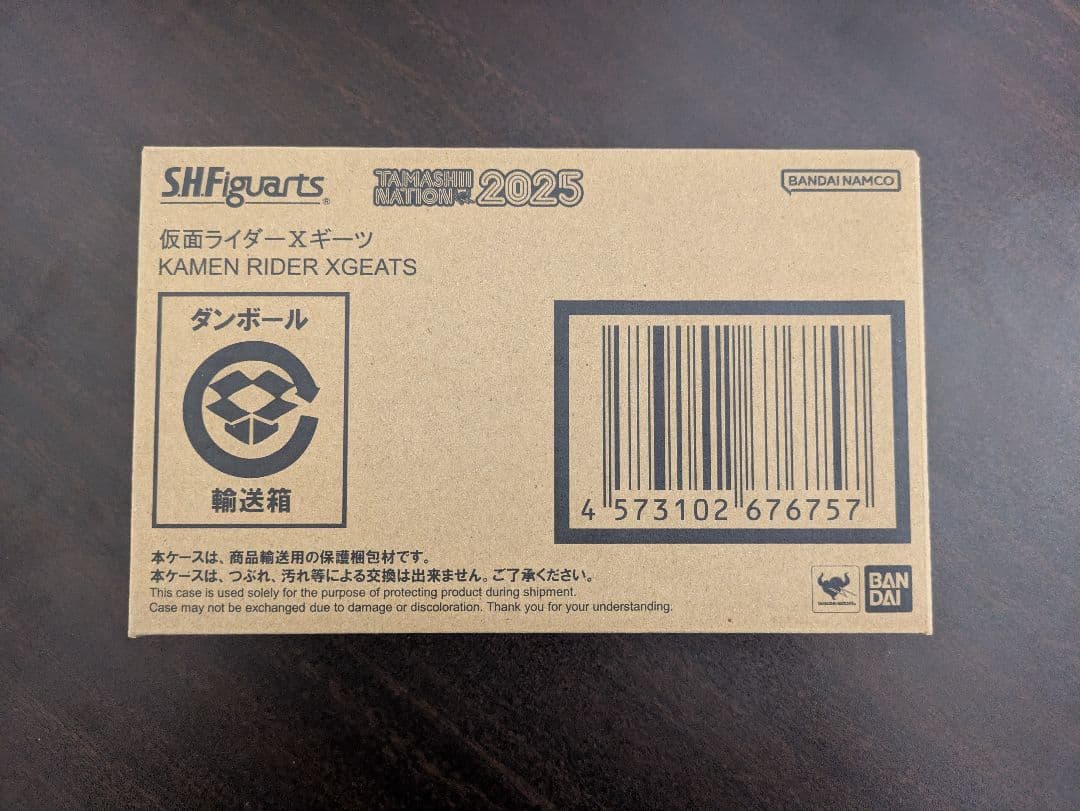 S.H.Figuarts®
TAMASHII NATION 2025
BANDAI NAMCO
仮面ライダーXギーツ
KAMEN RIDER XGEATS
ダンボール
輸送箱
4 573102 676757
本ケースは、商品輸送用の保護梱包材です。
本ケースは、つぶれ、汚れ等による交換は出来ません。ご了承ください。
This case is used solely for the purpose of protecting product during shipment.
Case may not be exchanged due to damage or discoloration. Thank you for your understanding.
TAMASHII NATIONS
BAN
DAI